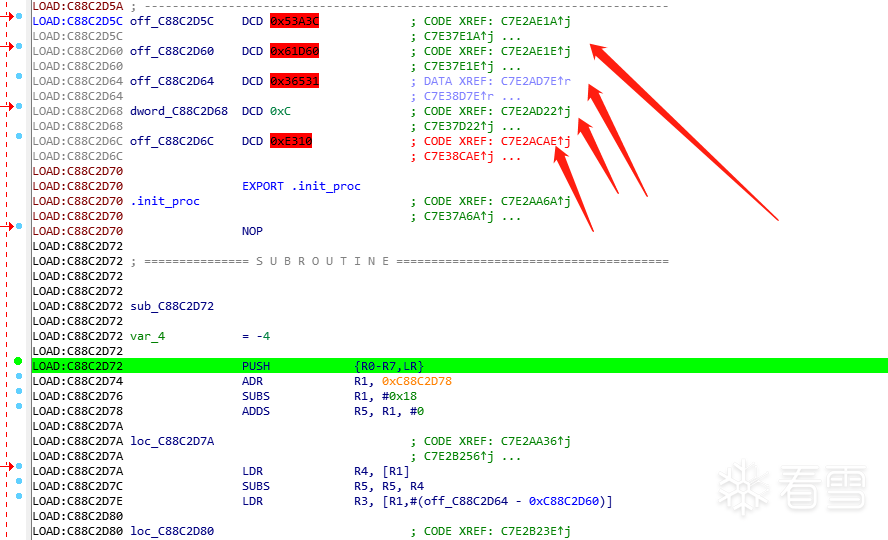 LOAD:C88C2D5A ; ---------------------------------------------------------------------------
LOAD:C88C2D5C off_C88C2D5C DCD 0x53A3C ; CODE XREF: C7E2AE1A↑j
LOAD:C88C2D5C ; C7E37E1A↑j ...
LOAD:C88C2D60 off_C88C2D60 DCD 0x61D60 ; CODE XREF: C7E2AE1E↑j
LOAD:C88C2D60 ; C7E37E1E↑j ...
LOAD:C88C2D64 off_C88C2D64 DCD 0x36531 ; DATA XREF: C7E2AD7E↑r
LOAD:C88C2D64 ; C7E38D7E↑r ...
LOAD:C88C2D68 dword_C88C2D68 DCD 0xC ; CODE XREF: C7E2AD22↑j
LOAD:C88C2D68 ; C7E37D22↑j ...
LOAD:C88C2D6C off_C88C2D6C DCD 0xE310 ; CODE XREF: C7E2ACAE↑j
LOAD:C88C2D6C ; C7E38CAE↑j ...
LOAD:C88C2D70
LOAD:C88C2D70 EXPORT .init_proc
LOAD:C88C2D70 .init_proc ; CODE XREF: C7E2AA6A↑j
LOAD:C88C2D70 ; C7E37A6A↑j ...
LOAD:C88C2D70 NOP
LOAD:C88C2D72
LOAD:C88C2D72 ; =============== S U B R O U T I N E =======================================
LOAD:C88C2D72
LOAD:C88C2D72
LOAD:C88C2D72 sub_C88C2D72
LOAD:C88C2D72
LOAD:C88C2D72 var_4 = -4
LOAD:C88C2D72
LOAD:C88C2D72 PUSH {R0-R7,LR}
LOAD:C88C2D74 ADR R1, 0xC88C2D78
LOAD:C88C2D76 SUBS R1, #0x18
LOAD:C88C2D78 ADDS R5, R1, #0
LOAD:C88C2D7A
LOAD:C88C2D7A loc_C88C2D7A ; CODE XREF: C7E2AA36↑j
LOAD:C88C2D7A ; C7E2B256↑j ...
LOAD:C88C2D7A LDR R4, [R1]
LOAD:C88C2D7C SUBS R5, R5, R4
LOAD:C88C2D7E LDR R3, [R1,#(off_C88C2D64 - 0xC88C2D60)]
LOAD:C88C2D80
LOAD:C88C2D80 loc_C88C2D80 ; CODE XREF: C7E2B23E↑j
看雪